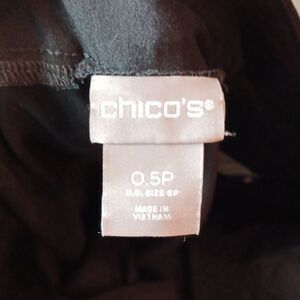 chico's®
0.5P
U.S. SIZE 6P
MADE IN
VIETNAM